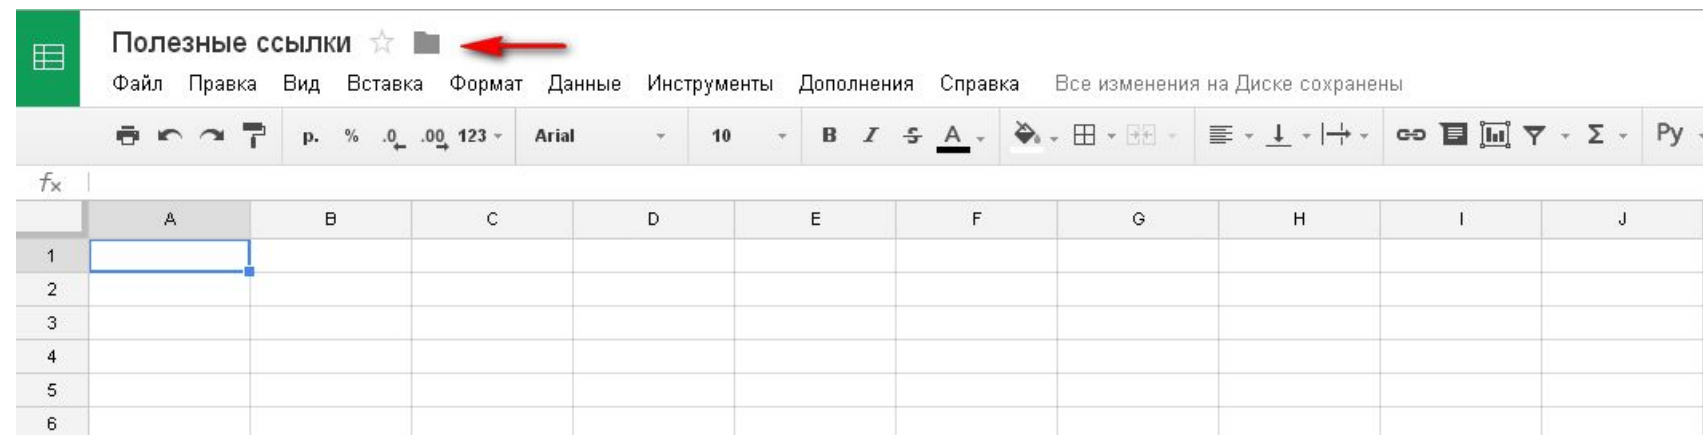 Полезные ссылки
Файл Правка Вид Вставка Формат Данные Инструменты Дополнения Справка Все изменения на Диске сохранены
р. % .0 .00 123 Arial 10 B I S A Σ Ру
fx
A B C D E F G H I J
1
2
3
4
5
6